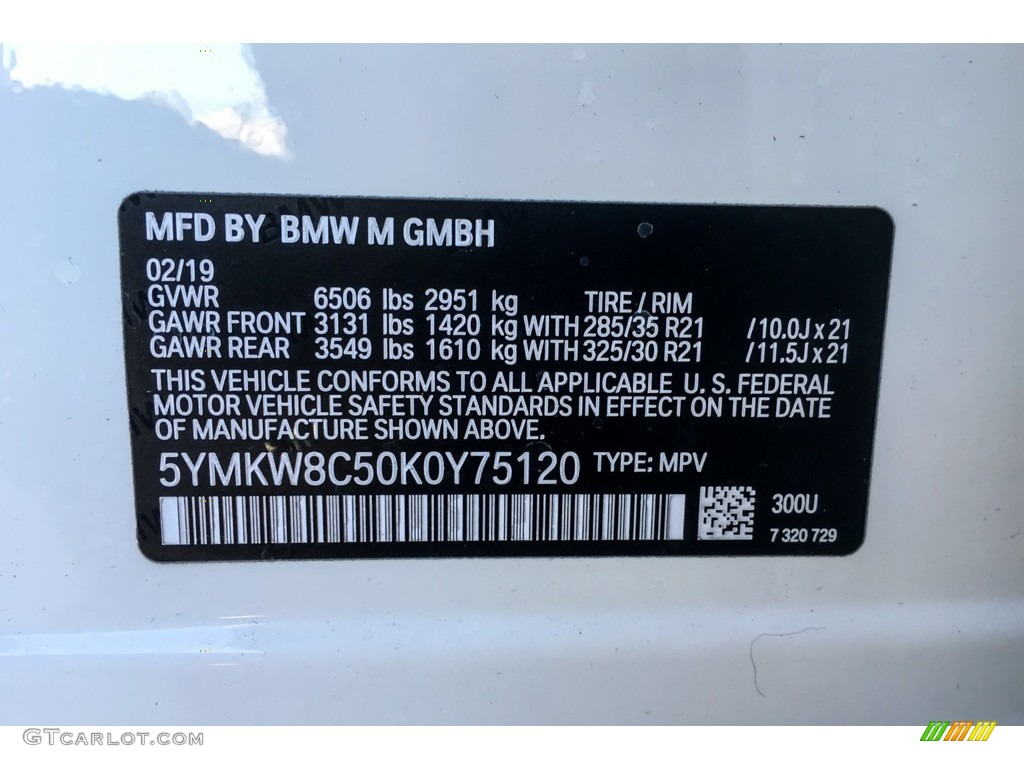 MFD BY BMW M GMBH
02/19
GVWR 6506 lbs 2951 kg TIRE / RIM
GAWR FRONT 3131 lbs 1420 kg WITH 285/35 R21 /10.0J x 21
GAWR REAR 3549 lbs 1610 kg WITH 325/30 R21 /11.5J x 21
THIS VEHICLE CONFORMS TO ALL APPLICABLE U. S. FEDERAL
MOTOR VEHICLE SAFETY STANDARDS IN EFFECT ON THE DATE
OF MANUFACTURE SHOWN ABOVE.
5YMKW8C50K0Y75120 TYPE: MPV
300U
7 320 729
GTCARLOT.COM